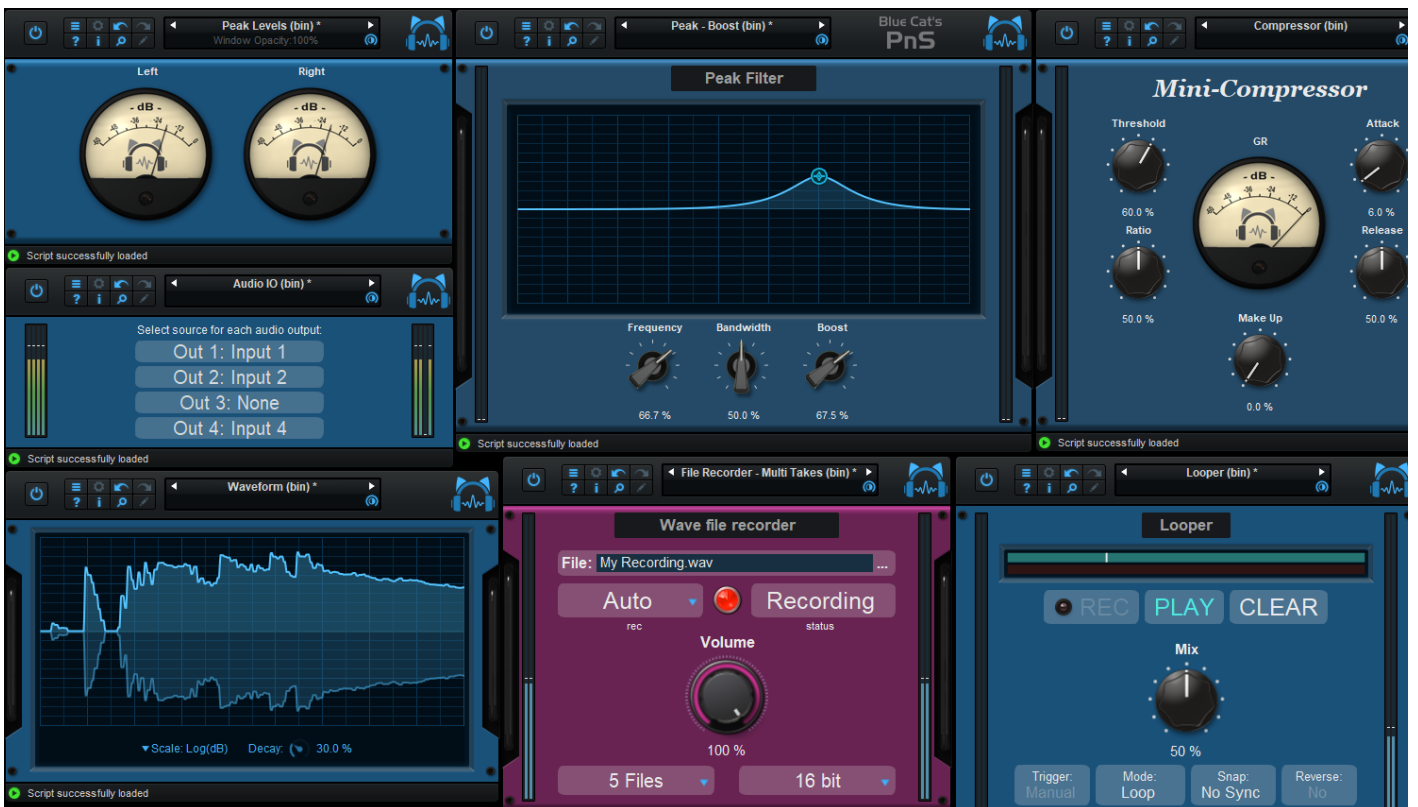 Peak Levels (bin) *
Window Opacity:100%
Left
Right
- dB -
- dB -
Script successfully loaded
Peak - Boost (bin) *
Blue Cat's
PnS
Peak Filter
Frequency
Bandwidth
Boost
66.7 %
50.0 %
67.5 %
Script successfully loaded
Compressor (bin)
Mini-Compressor
Threshold
Attack
GR
- dB -
60.0 %
6.0 %
Ratio
Release
50.0 %
50.0 %
Make Up
0.0 %
Script successfully loaded
Audio IO (bin) *
Select source for each audio output:
Out 1: Input 1
Out 2: Input 2
Out 3: None
Out 4: Input 4
Script successfully loaded
Waveform (bin) *
Scale: Log(dB) Decay: 30.0 %
Script successfully loaded
File Recorder - Multi Takes (bin) *
Wave file recorder
File: My Recording.wav ...
Auto
Recording
rec
status
Volume
100 %
5 Files
16 bit
Looper (bin) *
Looper
REC PLAY CLEAR
Mix
50 %
Trigger:
Manual
Mode:
Loop
Snap:
No Sync
Reverse:
No